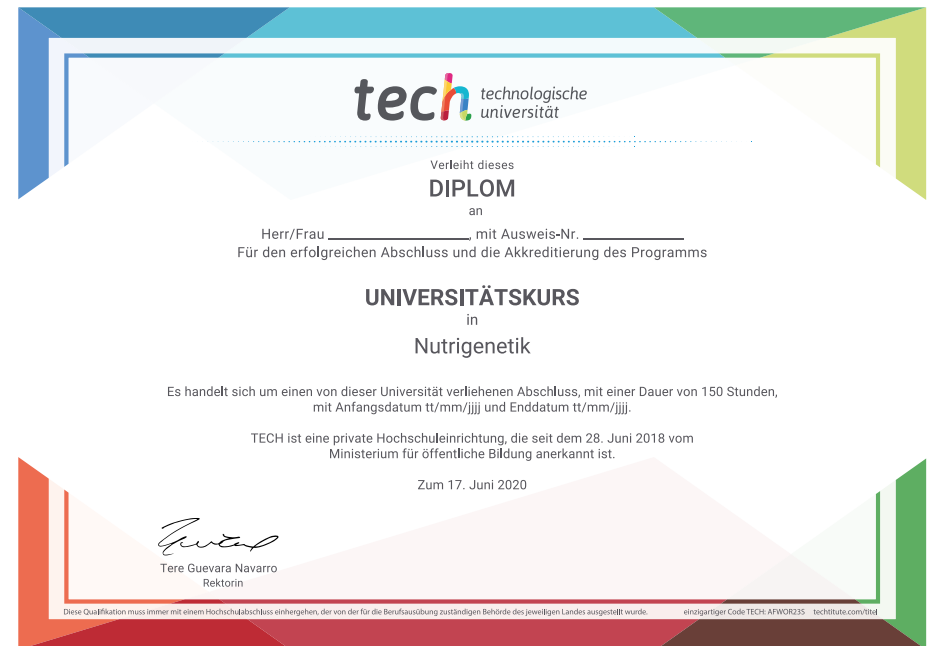 tech technologische
universität
Verleiht dieses
DIPLOM
an
Herr/Frau ____________________, mit Ausweis-Nr. ______________
Für den erfolgreichen Abschluss und die Akkreditierung des Programms
UNIVERSITÄTSKURS
in
Nutrigenetik
Es handelt sich um einen von dieser Universität verliehenen Abschluss, mit einer Dauer von 150 Stunden,
mit Anfangsdatum tt/mm/jjjj und Enddatum tt/mm/jjjj.
TECH ist eine private Hochschuleinrichtung, die seit dem 28. Juni 2018 vom
Ministerium für öffentliche Bildung anerkannt ist.
Zum 17. Juni 2020
Tere Guevara Navarro
Rektorin
Diese Qualifikation muss immer mit einem Hochschulabschluss einhergehen, der von der für die Berufsausübung zuständigen Behörde des jeweiligen Landes ausgestellt wurde. einzigartiger Code TECH: AFWOR23S techtitute.com/titel